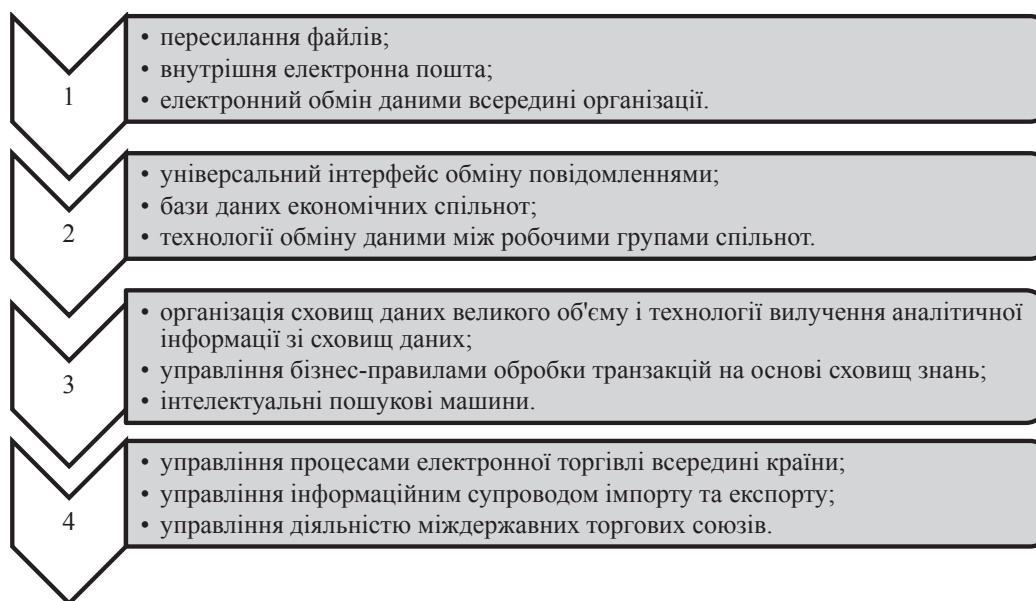 1
• пересилання файлів;
• внутрішня електронна пошта;
• електронний обмін даними всередині організації.
2
• універсальний інтерфейс обміну повідомленнями;
• бази даних економічних спільнот;
• технології обміну даними між робочими групами спільнот.
3
• організація сховищ даних великого об'єму і технології вилучення аналітичної
інформації зі сховищ даних;
• управління бізнес-правилами обробки транзакцій на основі сховищ знань;
• інтелектуальні пошукові машини.
4
• управління процесами електронної торгівлі всередині країни;
• управління інформаційним супроводом імпорту та експорту;
• управління діяльністю міждержавних торгових союзів.